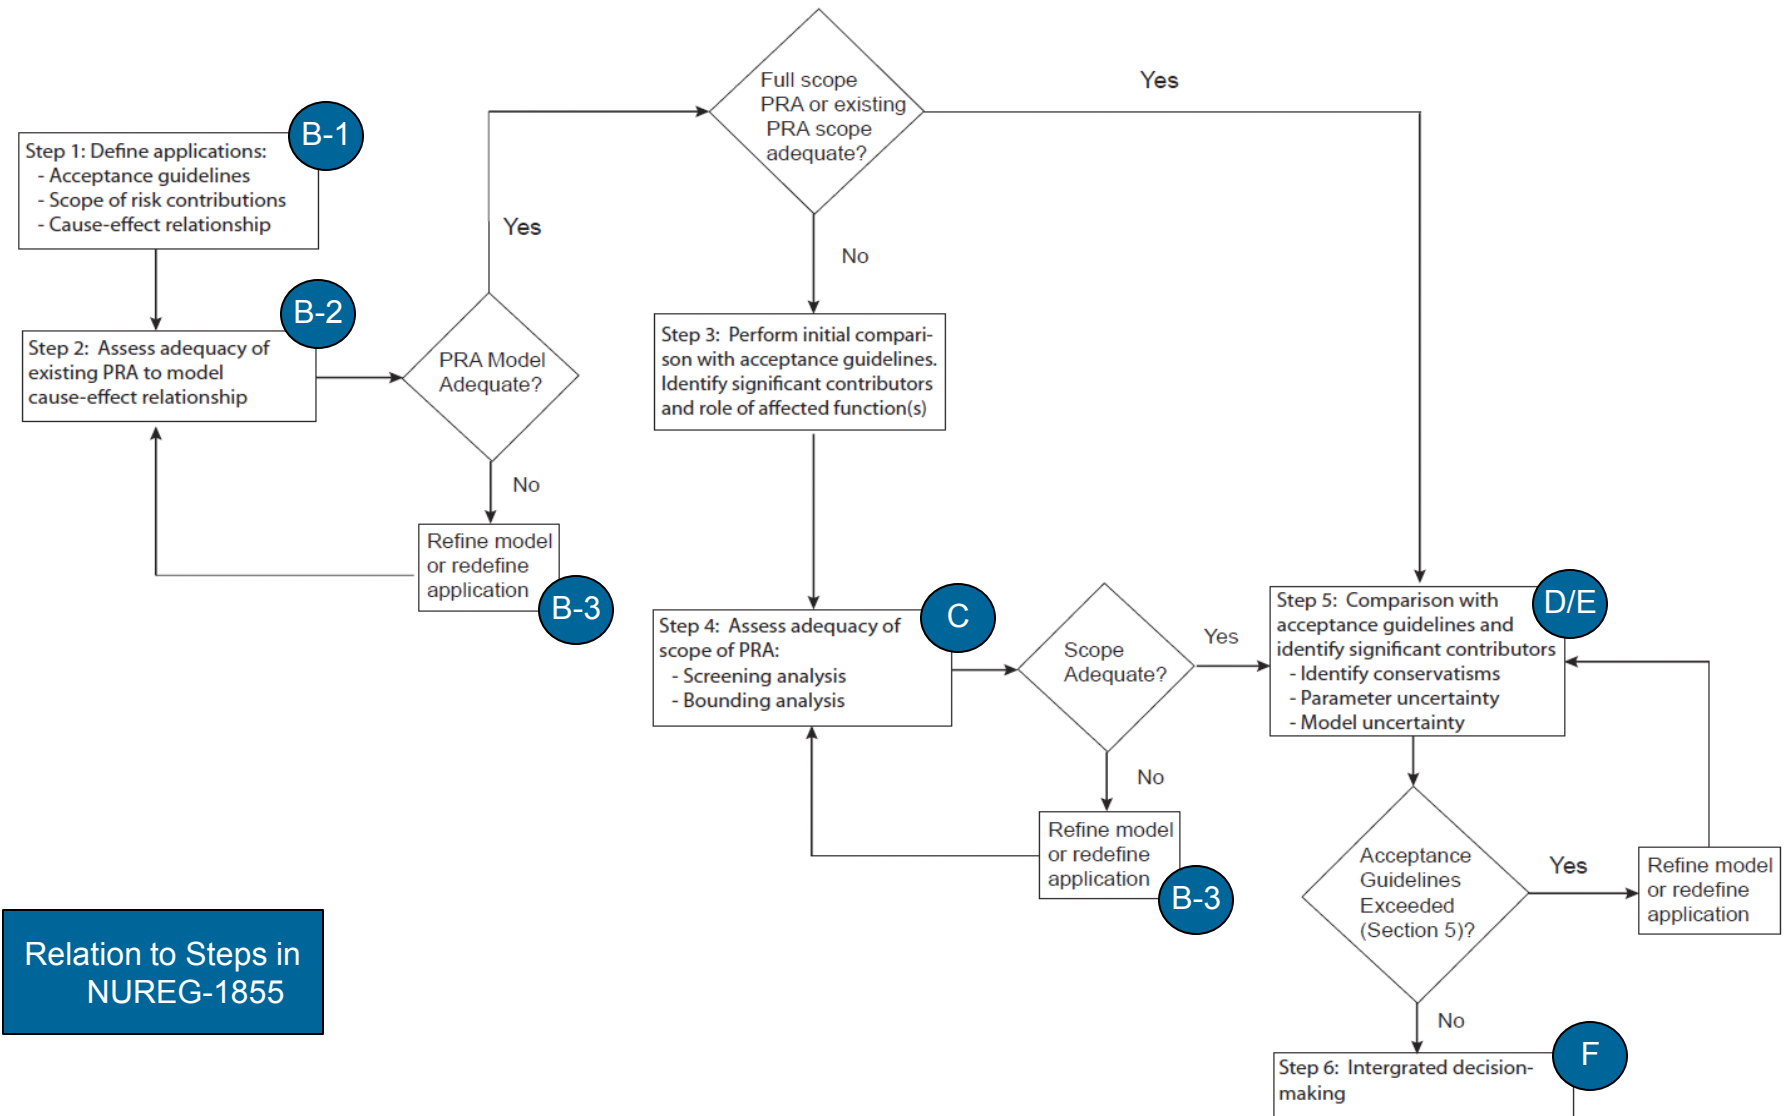 Full scope
PRA or existing
PRA scope
adequate?
Yes
B-1
Step 1: Define applications:
- Acceptance guidelines
- Scope of risk contributions
- Cause-effect relationship
Yes
No
B-2
Step 2: Assess adequacy of
existing PRA to model
cause-effect relationship
PRA Model
Adequate?
No
Refine model
or redefine
application
B-3
Step 3: Perform initial compari-
son with acceptance guidelines.
Identify significant contributors
and role of affected function(s)
C
Step 4: Assess adequacy of
scope of PRA:
- Screening analysis
- Bounding analysis
Scope
Adequate?
Yes
No
Refine model
or redefine
application
B-3
D/E
Step 5: Comparison with
acceptance guidelines and
identify significant contributors
- Identify conservatisms
- Parameter uncertainty
- Model uncertainty
Acceptance
Guidelines
Exceeded
(Section 5)?
Yes
Refine model
or redefine
application
No
F
Step 6: Intergrated decision-
making
Relation to Steps in
NUREG-1855